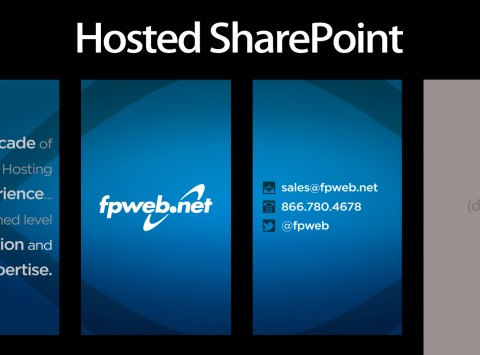 Hosted SharePoint
cade of
Hosting
rience...
ned level
ion and
pertise.
fpweb.net
sales@fpweb.net
866.780.4678
@fpweb
(d